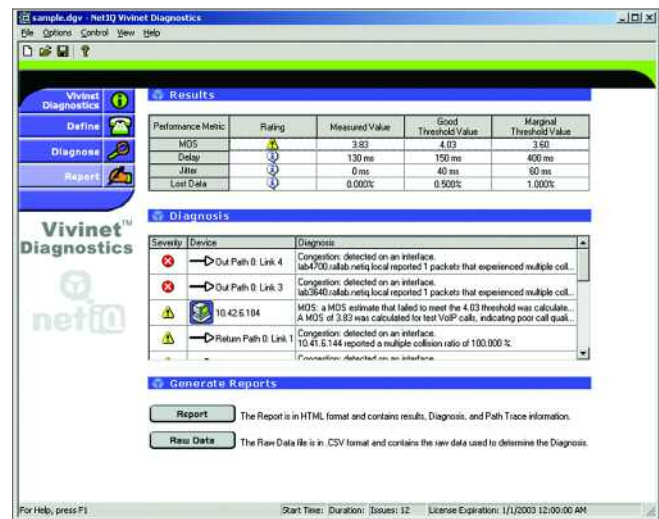 sample.dgv - NetIQ Vivinet Diagnostics
File Options Control View Help
Vivinet
Diagnostics
Define
Diagnose
Report
Vivinet™
Diagnostics
netiQ
Results
Performance Metric Rating Measured Value Good Threshold Value Marginal Threshold Value
MOS 3.83 4.03 3.60
Delay 130 ms 150 ms 400 ms
Jitter 0 ms 40 ms 60 ms
Lost Data 0.000% 0.500% 1.000%
Diagnosis
Severity Device Diagnosis
Out Path 0: Link 4 Congestion: detected on an interface.
lab4700.rallab.netiq.local reported 1 packets that experienced multiple coll...
Out Path 0: Link 3 Congestion: detected on an interface.
lab3640.rallab.netiq.local reported 1 packets that experienced multiple coll...
10.42.6.184 MOS: a MOS estimate that failed to meet the 4.03 threshold was calculate...
A MOS of 3.83 was calculated for test VoIP calls, indicating poor call quali...
Return Path 0: Link 1 Congestion: detected on an interface.
10.41.6.144 reported a multiple collision ratio of 100.000 %.
Congestion: detected on an interface.
Generate Reports
Report The Report is in HTML format and contains results, Diagnosis, and Path Trace information.
Raw Data The Raw Data file is in .CSV format and contains the raw data used to determine the Diagnosis.
For Help, press F1 Start Time: Duration: Issues: 12 License Expiration: 1/1/2003 12:00:00 AM